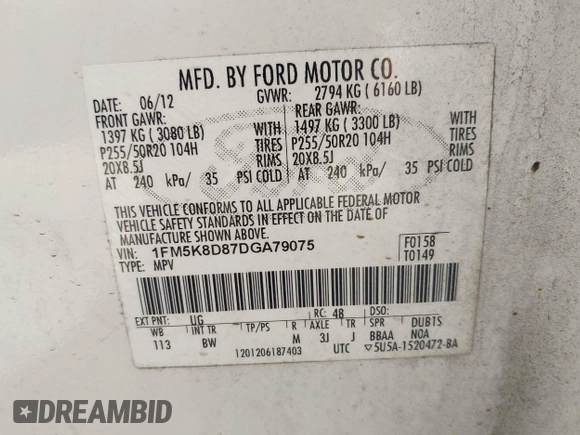 MFD. BY FORD MOTOR CO.
DATE: 06/12 GVWR: 2794 KG ( 6160 LB)
FRONT GAWR: REAR GAWR:
1397 KG ( 3080 LB) WITH 1497 KG ( 3300 LB) WITH
P255/50R20 104H TIRES P255/50R20 104H TIRES
20X8.5J RIMS 20X8.5J RIMS
AT 240 kPa/ 35 PSI COLD AT 240 kPa/ 35 PSI COLD
THIS VEHICLE CONFORMS TO ALL APPLICABLE FEDERAL MOTOR
VEHICLE SAFETY STANDARDS IN EFFECT ON THE DATE OF
MANUFACTURE SHOWN ABOVE.
VIN: 1FM5K8D87DGA79075 F0158
TYPE: MPV T0149
EXT PNT: UG RC: 48 DSO:
WB INT TR TP/PS R AXLE TR SPR DUB1S
113 BW M 3J J BBAA NOA
1201206187403 UTC ▽5U5A-1520472-BA
Ford
DREAMBID